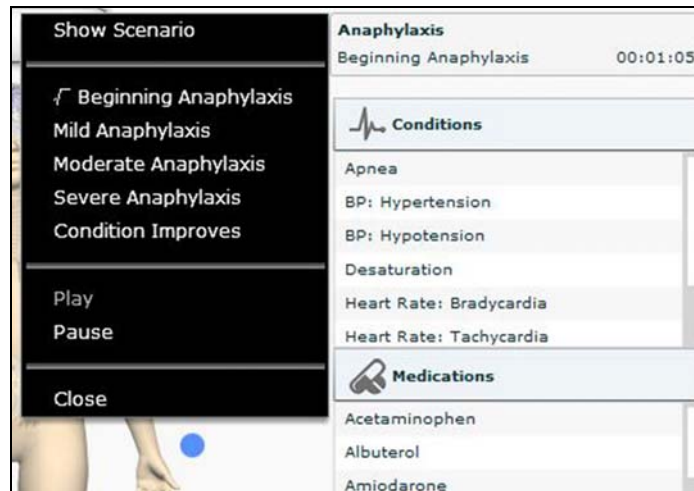 Show Scenario
√ Beginning Anaphylaxis
Mild Anaphylaxis
Moderate Anaphylaxis
Severe Anaphylaxis
Condition Improves
Play
Pause
Close
Anaphylaxis
Beginning Anaphylaxis 00:01:05
Conditions
Apnea
BP: Hypertension
BP: Hypotension
Desaturation
Heart Rate: Bradycardia
Heart Rate: Tachycardia
Medications
Acetaminophen
Albuterol
Amiodarone